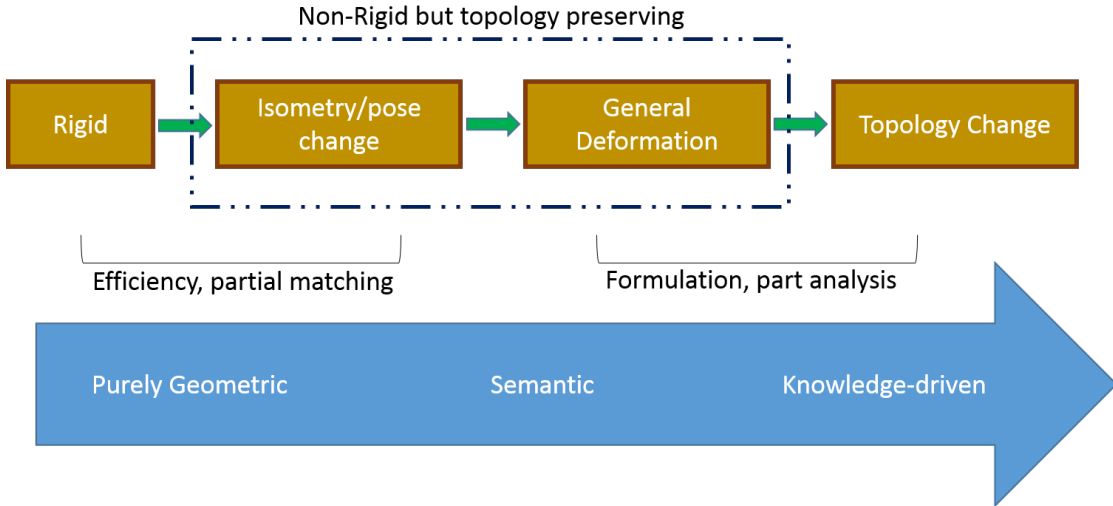 Non-Rigid but topology preserving
Rigid
Isometry/pose
change
General
Deformation
Topology Change
Efficiency, partial matching
Formulation, part analysis
Purely Geometric
Semantic
Knowledge-driven